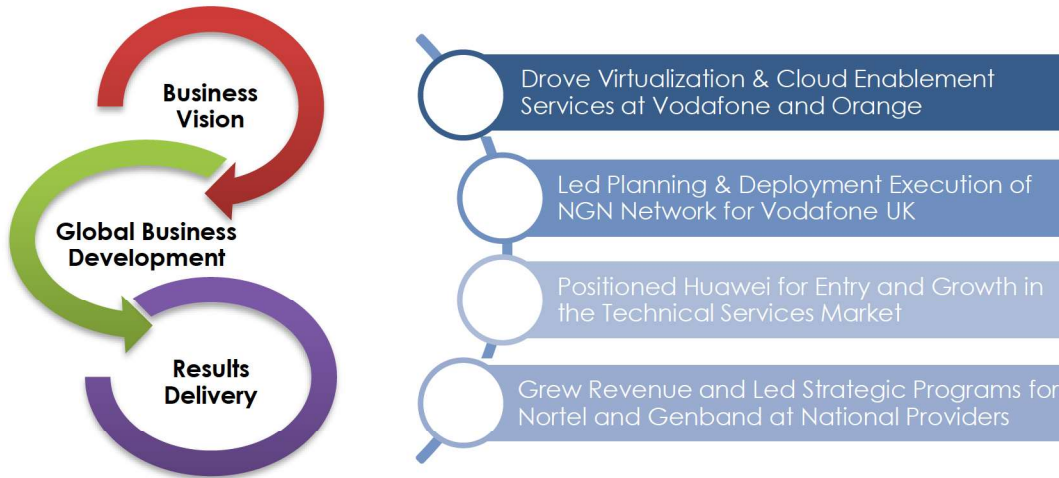 Business
Vision
Global Business
Development
Results
Delivery
Drove Virtualization & Cloud Enablement
Services at Vodafone and Orange
Led Planning & Deployment Execution of
NGN Network for Vodafone UK
Positioned Huawei for Entry and Growth in
the Technical Services Market
Grew Revenue and Led Strategic Programs for
Nortel and Genband at National Providers